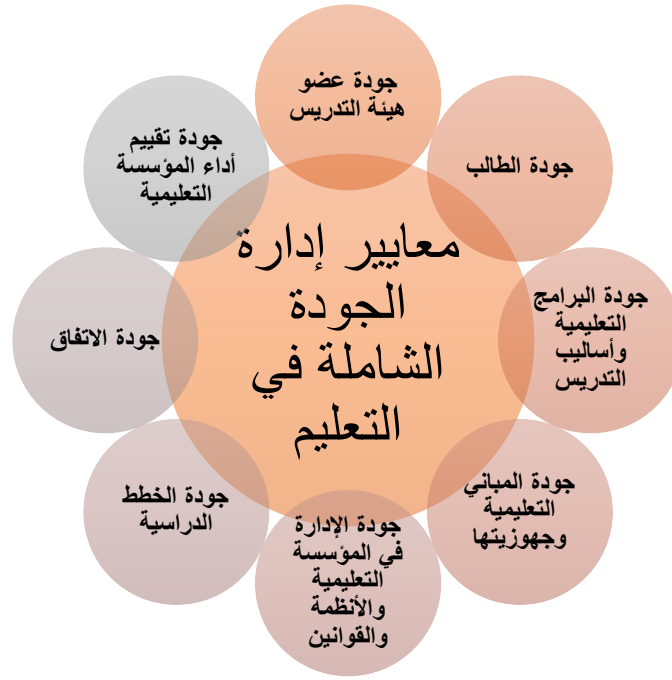 معايير إدارة
الجودة
الشاملة في
التعليم
جودة عضو
هيئة التدريس
جودة الطالب
جودة البرامج
التعليمية
وأساليب
التدريس
جودة المباني
التعليمية
وجهوزيتها
جودة الإدارة
في المؤسسة
التعليمية
والأنظمة
والقوانين
جودة الخطط
الدراسية
جودة الاتفاق
جودة تقييم
أداء المؤسسة
التعليمية